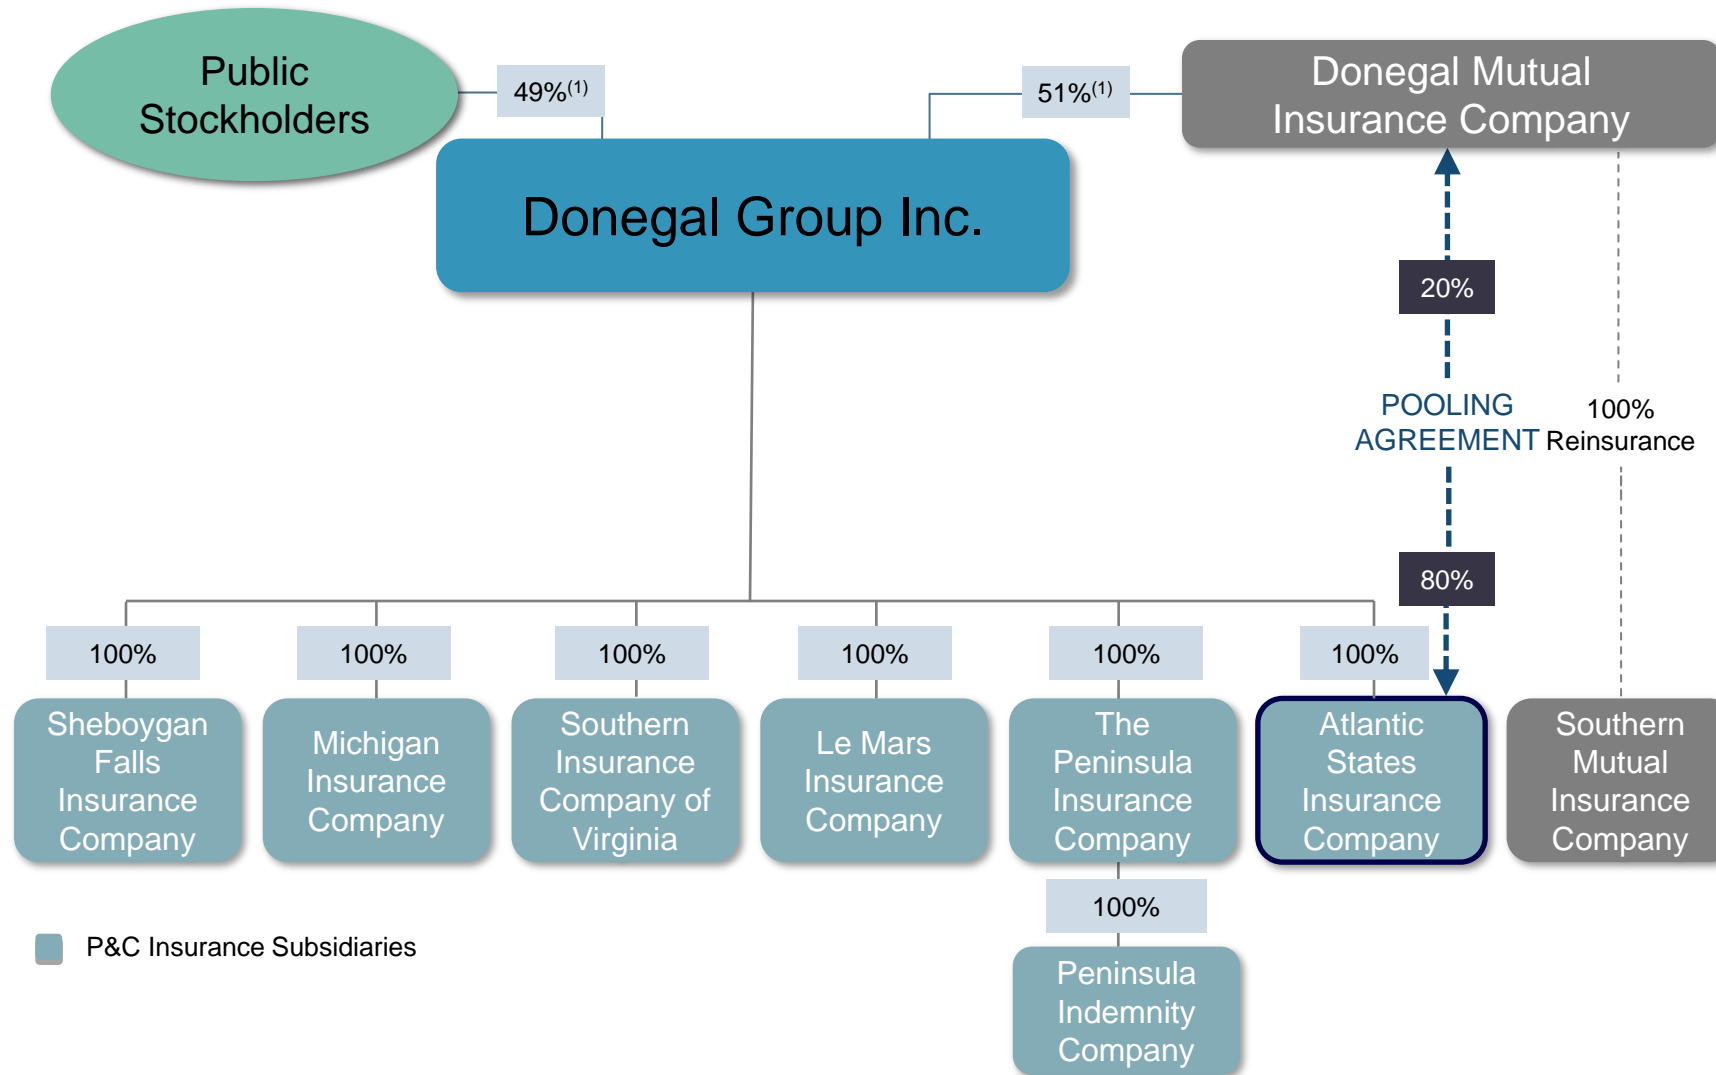 Public
Stockholders
49%(1)
51%(1)
Donegal Mutual
Insurance Company
Donegal Group Inc.
20%
POOLING
AGREEMENT
100%
Reinsurance
80%
100%
100%
100%
100%
100%
100%
Sheboygan
Falls
Insurance
Company
Michigan
Insurance
Company
Southern
Insurance
Company of
Virginia
Le Mars
Insurance
Company
The
Peninsula
Insurance
Company
Atlantic
States
Insurance
Company
Southern
Mutual
Insurance
Company
100%
P&C Insurance Subsidiaries
Peninsula
Indemnity
Company